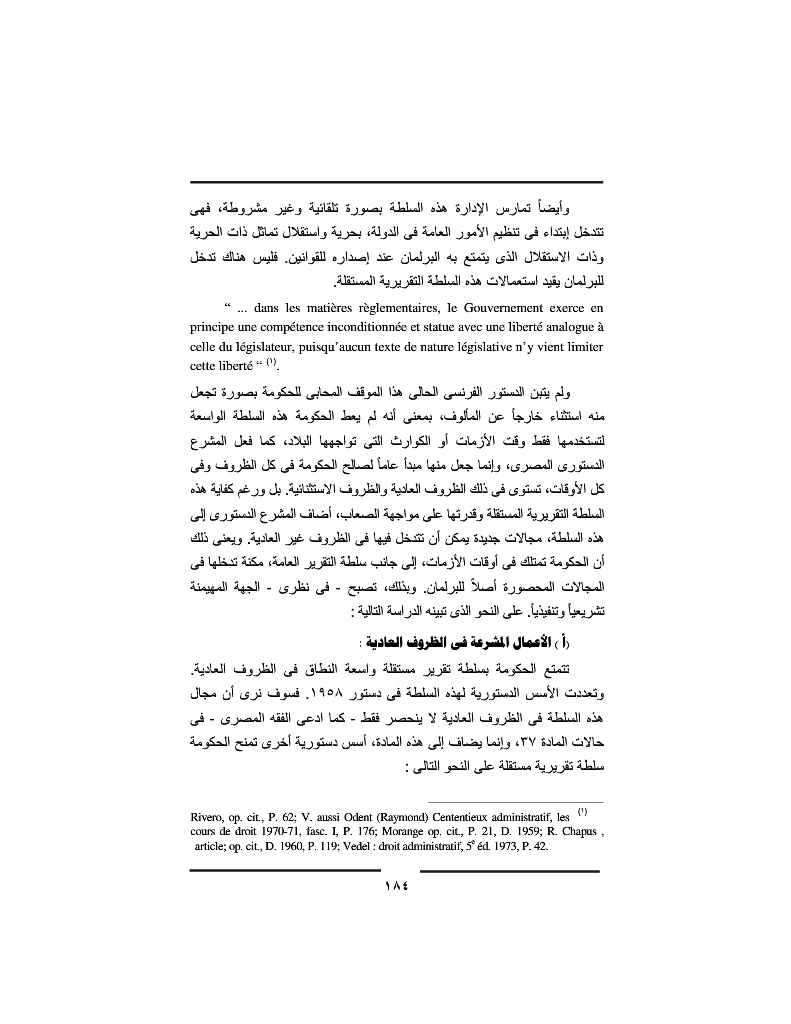 وأيضاً تمارس الإدارة هذه السلطة بصورة تلقائية وغير مشروطة، فهى
تتدخل إبتداء فى تنظيم الأمور العامة فى الدولة، بحرية واستقلال تماثل ذات الحرية
وذات الاستقلال الذى يتمتع به البرلمان عند إصداره للقوانين. فليس هناك تدخل
للبرلمان يقيد استعمالات هذه السلطة التقريرية المستقلة.
“ ... dans les matières règlementaires, le Gouvernement exerce en
principe une compétence inconditionnée et statue avec une liberté analogue à
celle du législateur, puisqu’aucun texte de nature législative n’y vient limiter
cette liberté “ (١).
ولم يتبن الدستور الفرنسى الحالى هذا الموقف المحابى للحكومة بصورة تجعل
منه استثناء خارجاً عن المألوف، بمعنى أنه لم يعط الحكومة هذه السلطة الواسعة
لتستخدمها فقط وقت الأزمات أو الكوارث التى تواجهها البلاد، كما فعل المشرع
الدستورى المصرى، وإنما جعل منها مبدأ عاماً لصالح الحكومة فى كل الظروف وفى
كل الأوقات، تستوى فى ذلك الظروف العادية والظروف الاستثنائية. بل ورغم كفاية هذه
السلطة التقريرية المستقلة وقدرتها على مواجهة الصعاب، أضاف المشرع الدستورى إلى
هذه السلطة، مجالات جديدة يمكن أن تتدخل فيها فى الظروف غير العادية. ويعنى ذلك
أن الحكومة تمتلك فى أوقات الأزمات، إلى جانب سلطة التقرير العامة، مكنة تدخلها فى
المجالات المحصورة أصلاً للبرلمان. وبذلك، تصبح - فى نظرى - الجهة المهيمنة
تشريعياً وتنفيذياً. على النحو الذى تبينه الدراسة التالية :
(أ) الأعمال المشرعة فى الظروف العادية :
تتمتع الحكومة بسلطة تقرير مستقلة واسعة النطاق فى الظروف العادية.
وتعددت الأسس الدستورية لهذه السلطة فى دستور ١٩٥٨. فسوف نرى أن مجال
هذه السلطة فى الظروف العادية لا ينحصر فقط - كما ادعى الفقه المصرى - فى
حالات المادة ٣٧، وإنما يضاف إلى هذه المادة، أسس دستورية أخرى تمنح الحكومة
سلطة تقريرية مستقلة على النحو التالى :
Rivero, op. cit., P. 62; V. aussi Odent (Raymond) Cententieux administratif, les (١)
cours de droit 1970-71, fasc. I, P. 176; Morange op. cit., P. 21, D. 1959; R. Chapus ,
article; op. cit., D. 1960, P. 119; Vedel : droit administratif, 5e éd. 1973, P. 42.
١٨٤